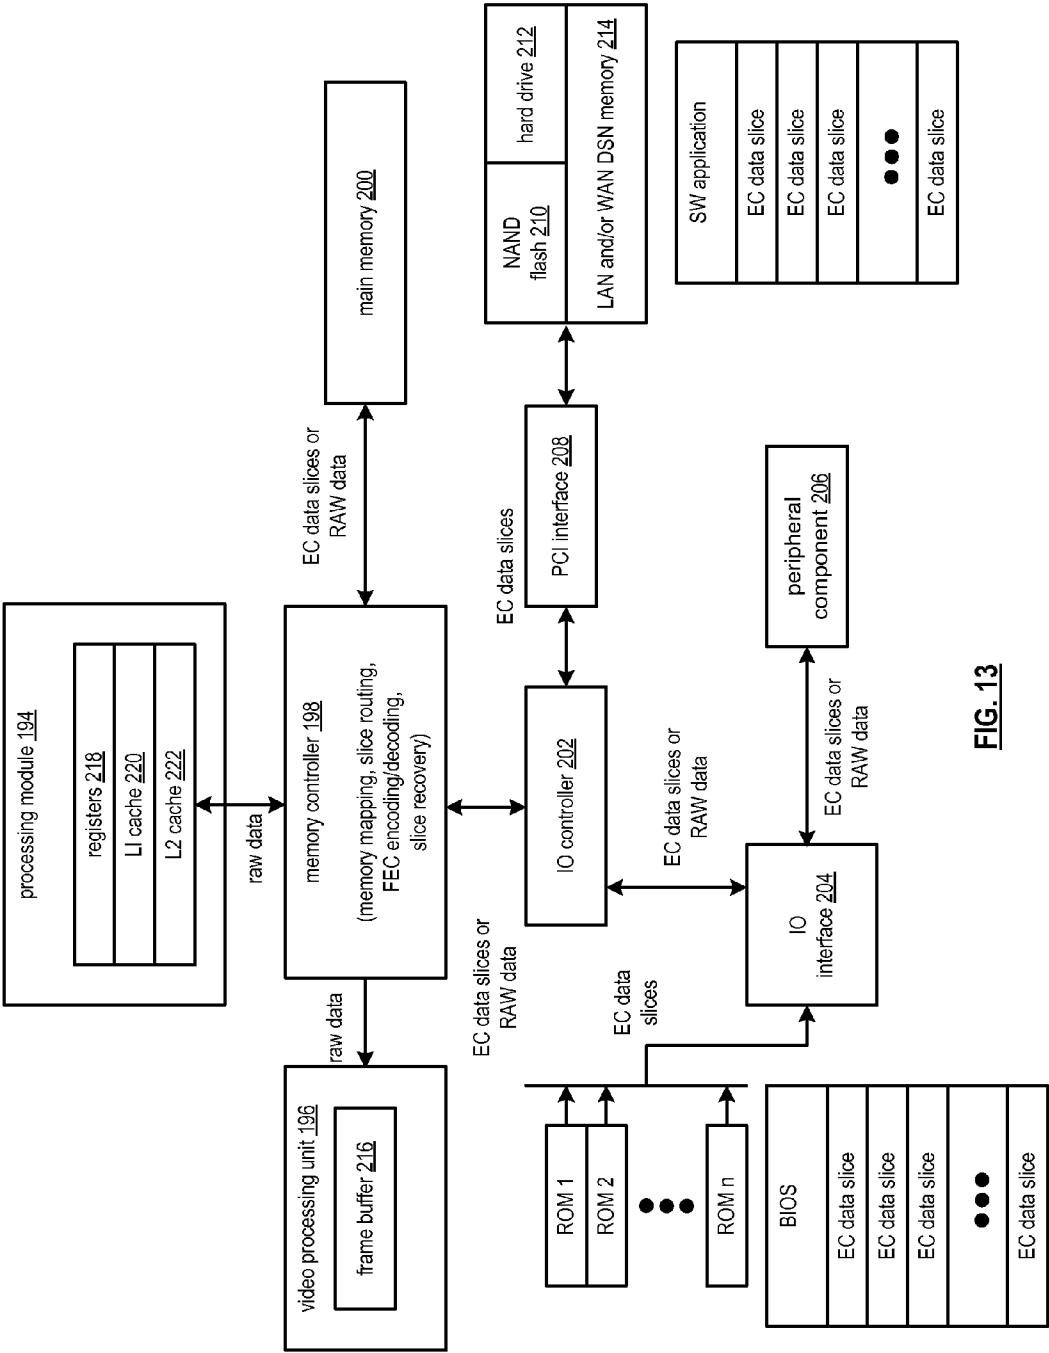 processing module 194
registers 218
LI cache 220
L2 cache 222
raw data
video processing unit 196
frame buffer 216
raw data
memory controller 198
(memory mapping, slice routing,
FEC encoding/decoding,
slice recovery)
EC data slices or
RAW data
main memory 200
EC data slices or
RAW data
IO controller 202
EC data slices
PCI interface 208
NAND
flash 210
hard drive 212
LAN and/or WAN DSN memory 214
ROM 1
ROM 2
ROM n
EC data
slices
EC data slices or
RAW data
IO
interface 204
EC data slices or
RAW data
peripheral
component 206
SW application
EC data slice
EC data slice
EC data slice
EC data slice
BIOS
EC data slice
EC data slice
EC data slice
EC data slice
FIG. 13